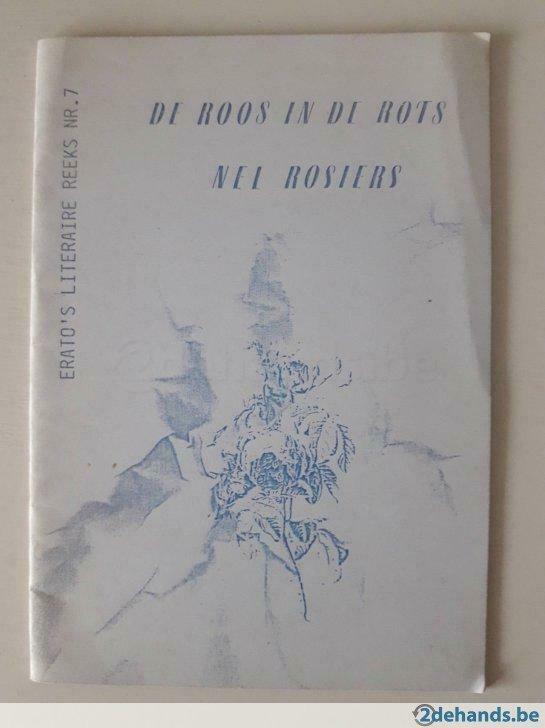 DE ROOS IN DE ROTS
NEL ROSIERS
ERATO'S LITERAIRE REEKS NR.7
2dehands.be